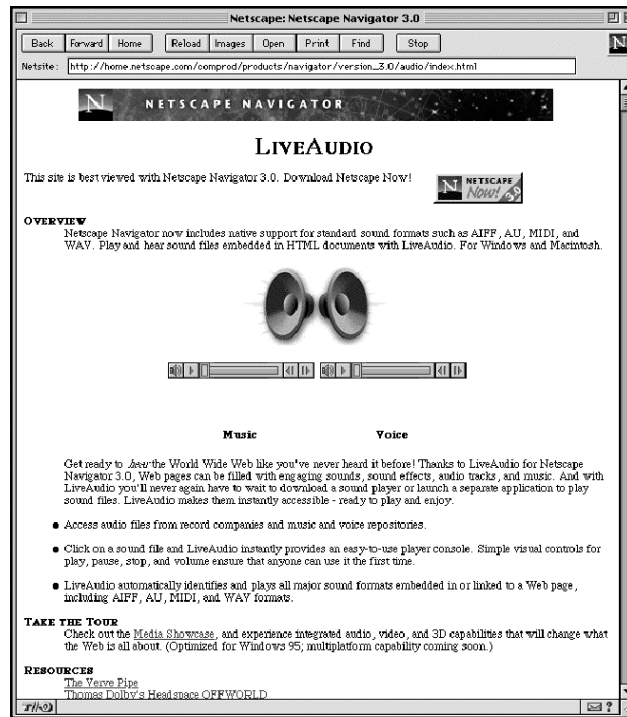 Netscape: Netscape Navigator 3.0
Back Forward Home Reload Images Open Print Find Stop N
Netsite: http://home.netscape.com/comprod/products/navigator/version_3.0/audio/index.html
N NETSCAPE NAVIGATOR
LIVEAUDIO
This site is best viewed with Netscape Navigator 3.0. Download Netscape Now!
N NETSCAPE
Now! 3.0
OVERVIEW
Netscape Navigator now includes native support for standard sound formats such as AIFF, AU, MIDI, and
WAV. Play and hear sound files embedded in HTML documents with LiveAudio. For Windows and Macintosh.
Music Voice
Get ready to hear the World Wide Web like you've never heard it before! Thanks to LiveAudio for Netscape
Navigator 3.0, Web pages can be filled with engaging sounds, sound effects, audio tracks, and music. And with
LiveAudio you'll never again have to wait to download a sound player or launch a separate application to play
sound files. LiveAudio makes them instantly accessible - ready to play and enjoy.
Access audio files from record companies and music and voice repositories.
Click on a sound file and LiveAudio instantly provides an easy-to-use player console. Simple visual controls for
play, pause, stop, and volume ensure that anyone can use it the first time.
LiveAudio automatically identifies and plays all major sound formats embedded in or linked to a Web page,
including AIFF, AU, MIDI, and WAV formats.
TAKE THE TOUR
Check out the Media Showcase, and experience integrated audio, video, and 3D capabilities that will change what
the Web is all about. (Optimized for Windows 95; multiplatform capability coming soon.)
RESOURCES
The Verve Pipe
Thomas Dolby's Headspace OFFWORLD
?